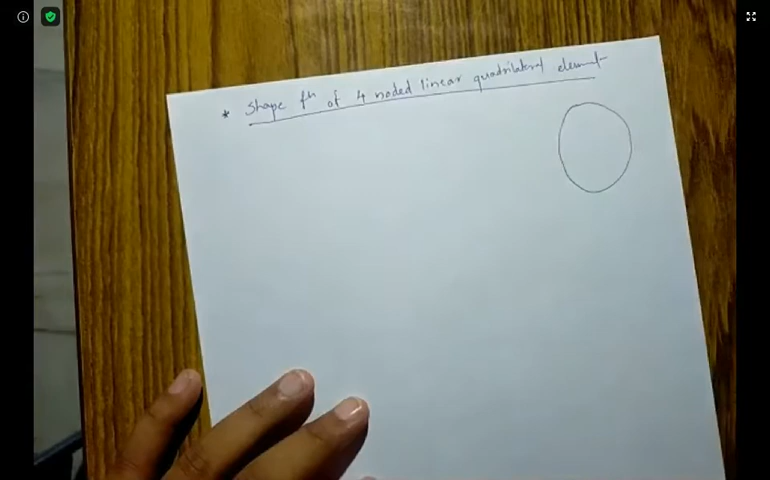 * Shape fn of 4 noded linear quadrilateral element